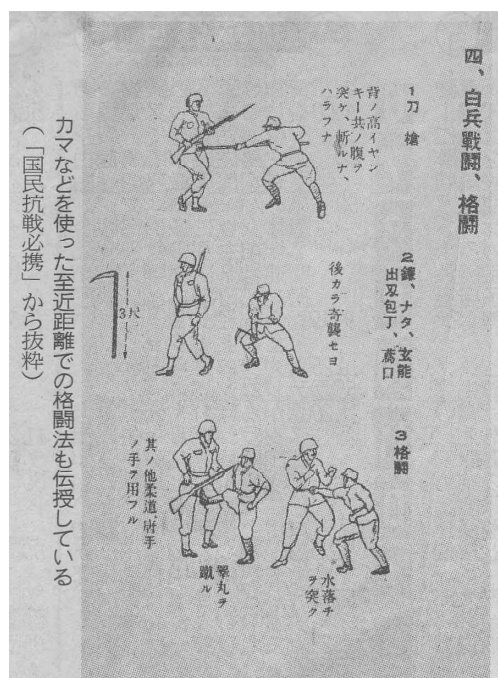 四、白兵戰闘、格闘
1刀槍
背ノ高イヤン
キー共ノ腹ヲ
突ケ、斬ルナ、
ハラフナ
2鎌、ナタ、玄能
出刃包丁、鳶口
後カラ奇襲セヨ
3尺
3格闘
水落チ
ヲ突ク
睾丸ヲ
蹴ル
其ノ他柔道、唐手
ノ手ヲ用フル
カマなどを使った至近距離での格闘法も伝授している
(「国民抗戦必携」から抜粋)